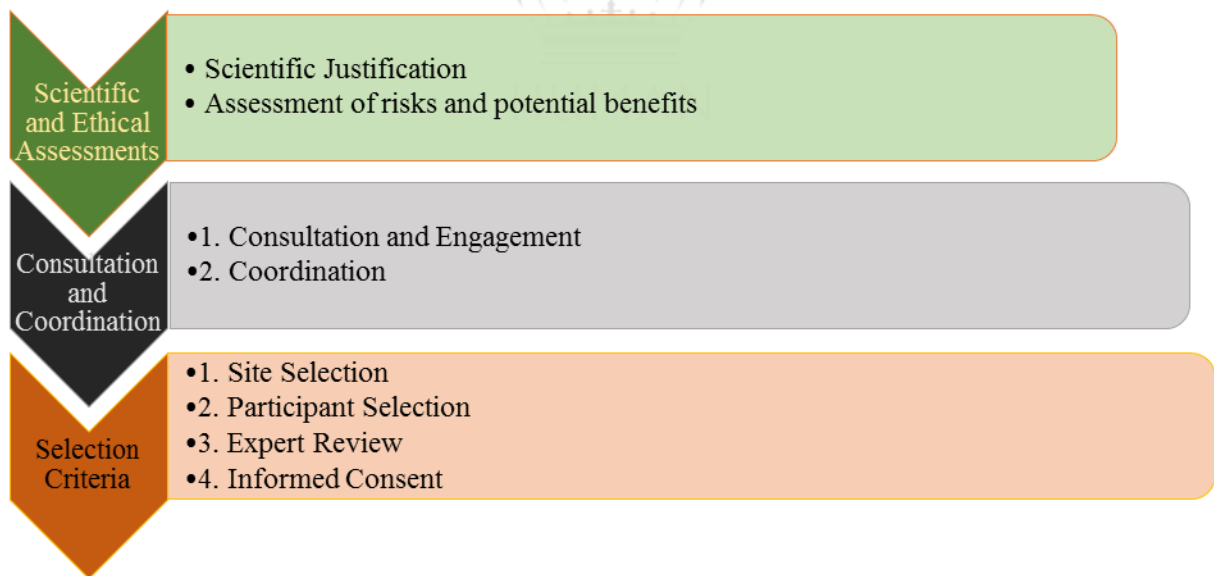 Scientific
and Ethical
Assessments
• Scientific Justification
• Assessment of risks and potential benefits
Consultation
and
Coordination
•1. Consultation and Engagement
•2. Coordination
Selection
Criteria
•1. Site Selection
•2. Participant Selection
•3. Expert Review
•4. Informed Consent